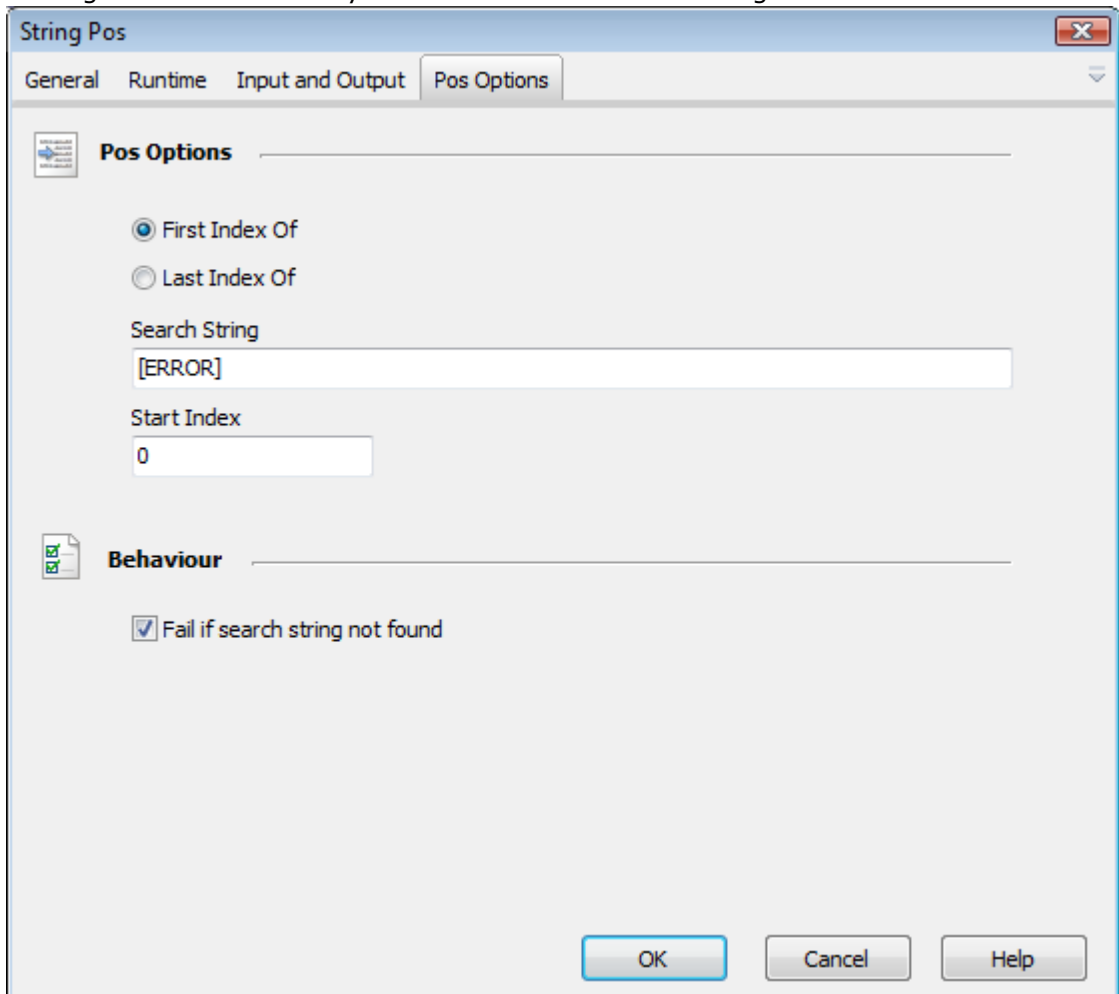 String Pos
General Runtime Input and Output Pos Options
Pos Options
First Index Of
Last Index Of
Search String
[ERROR]
Start Index
0
Behaviour
Fail if search string not found
OK Cancel Help